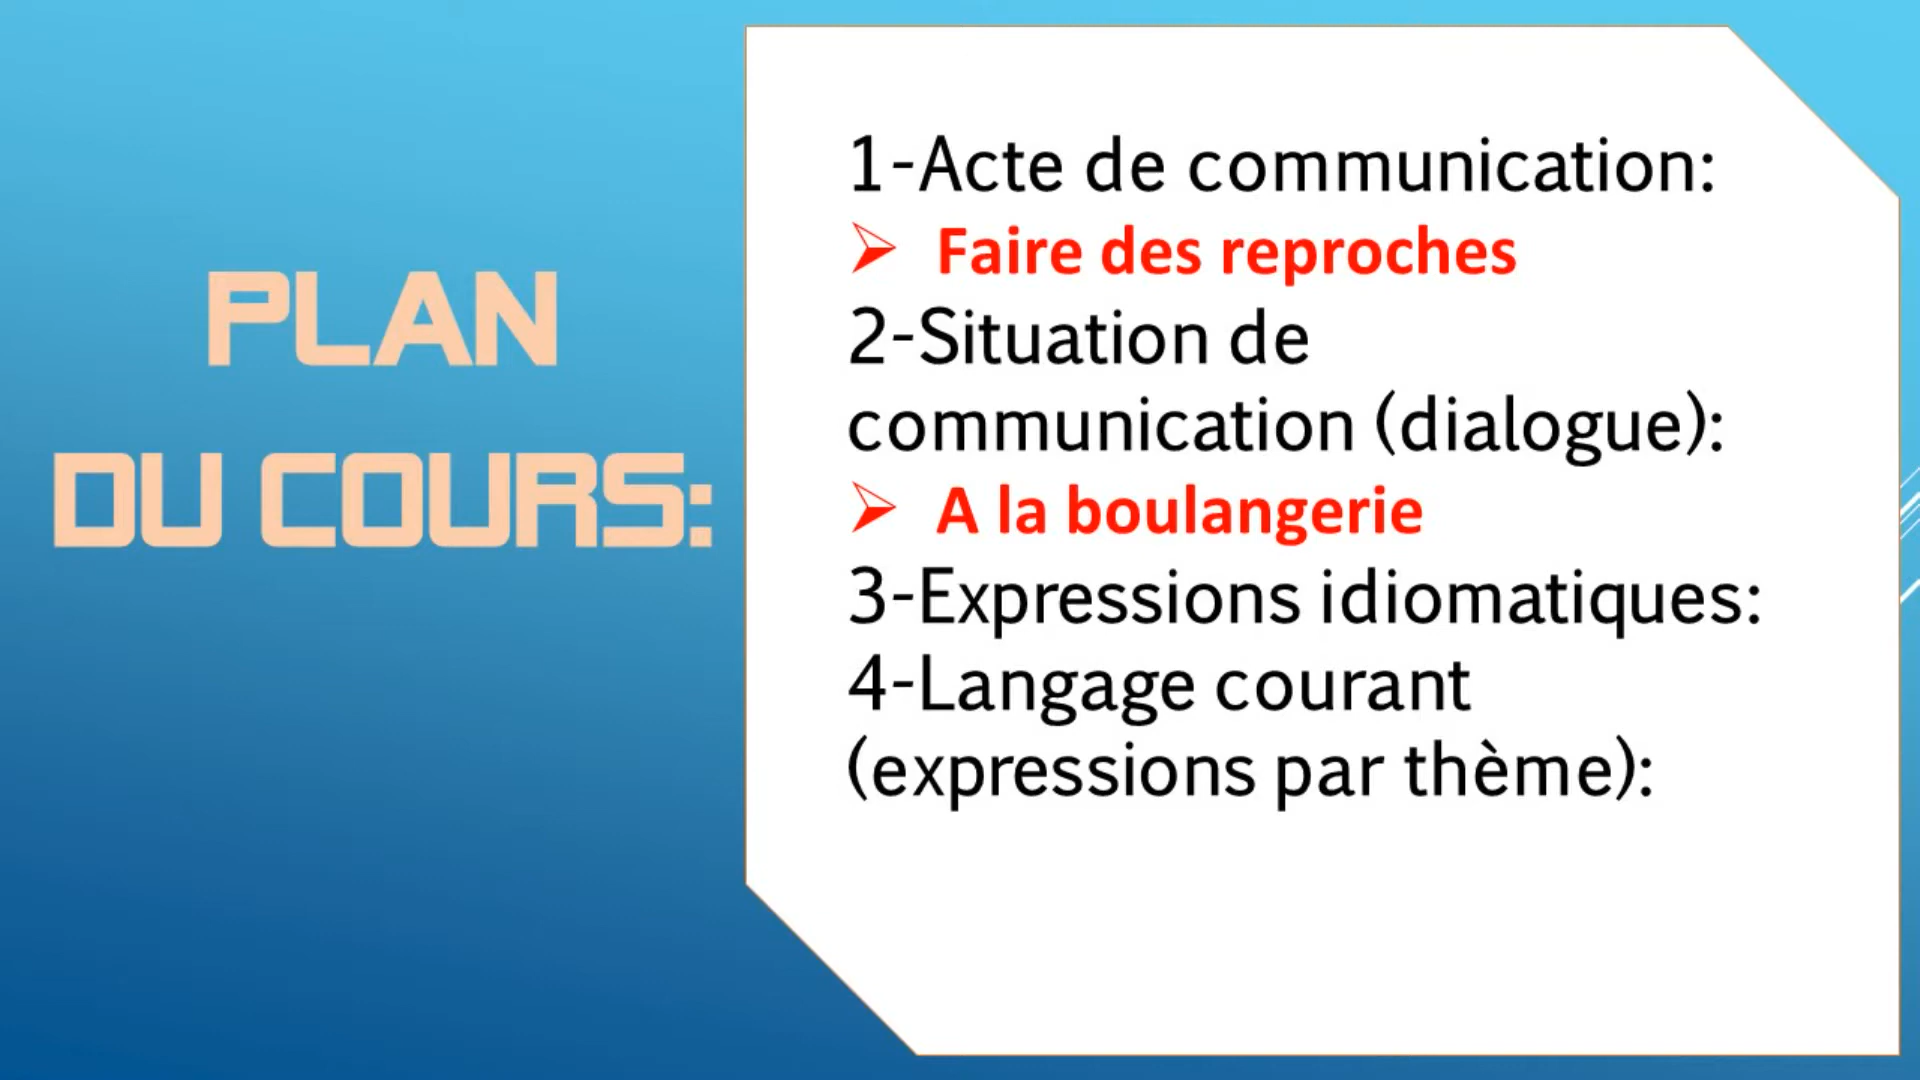 PLAN
DU COURS:
1-Acte de communication:
➢ Faire des reproches
2-Situation de
communication (dialogue):
➢ A la boulangerie
3-Expressions idiomatiques:
4-Langage courant
(expressions par thème):